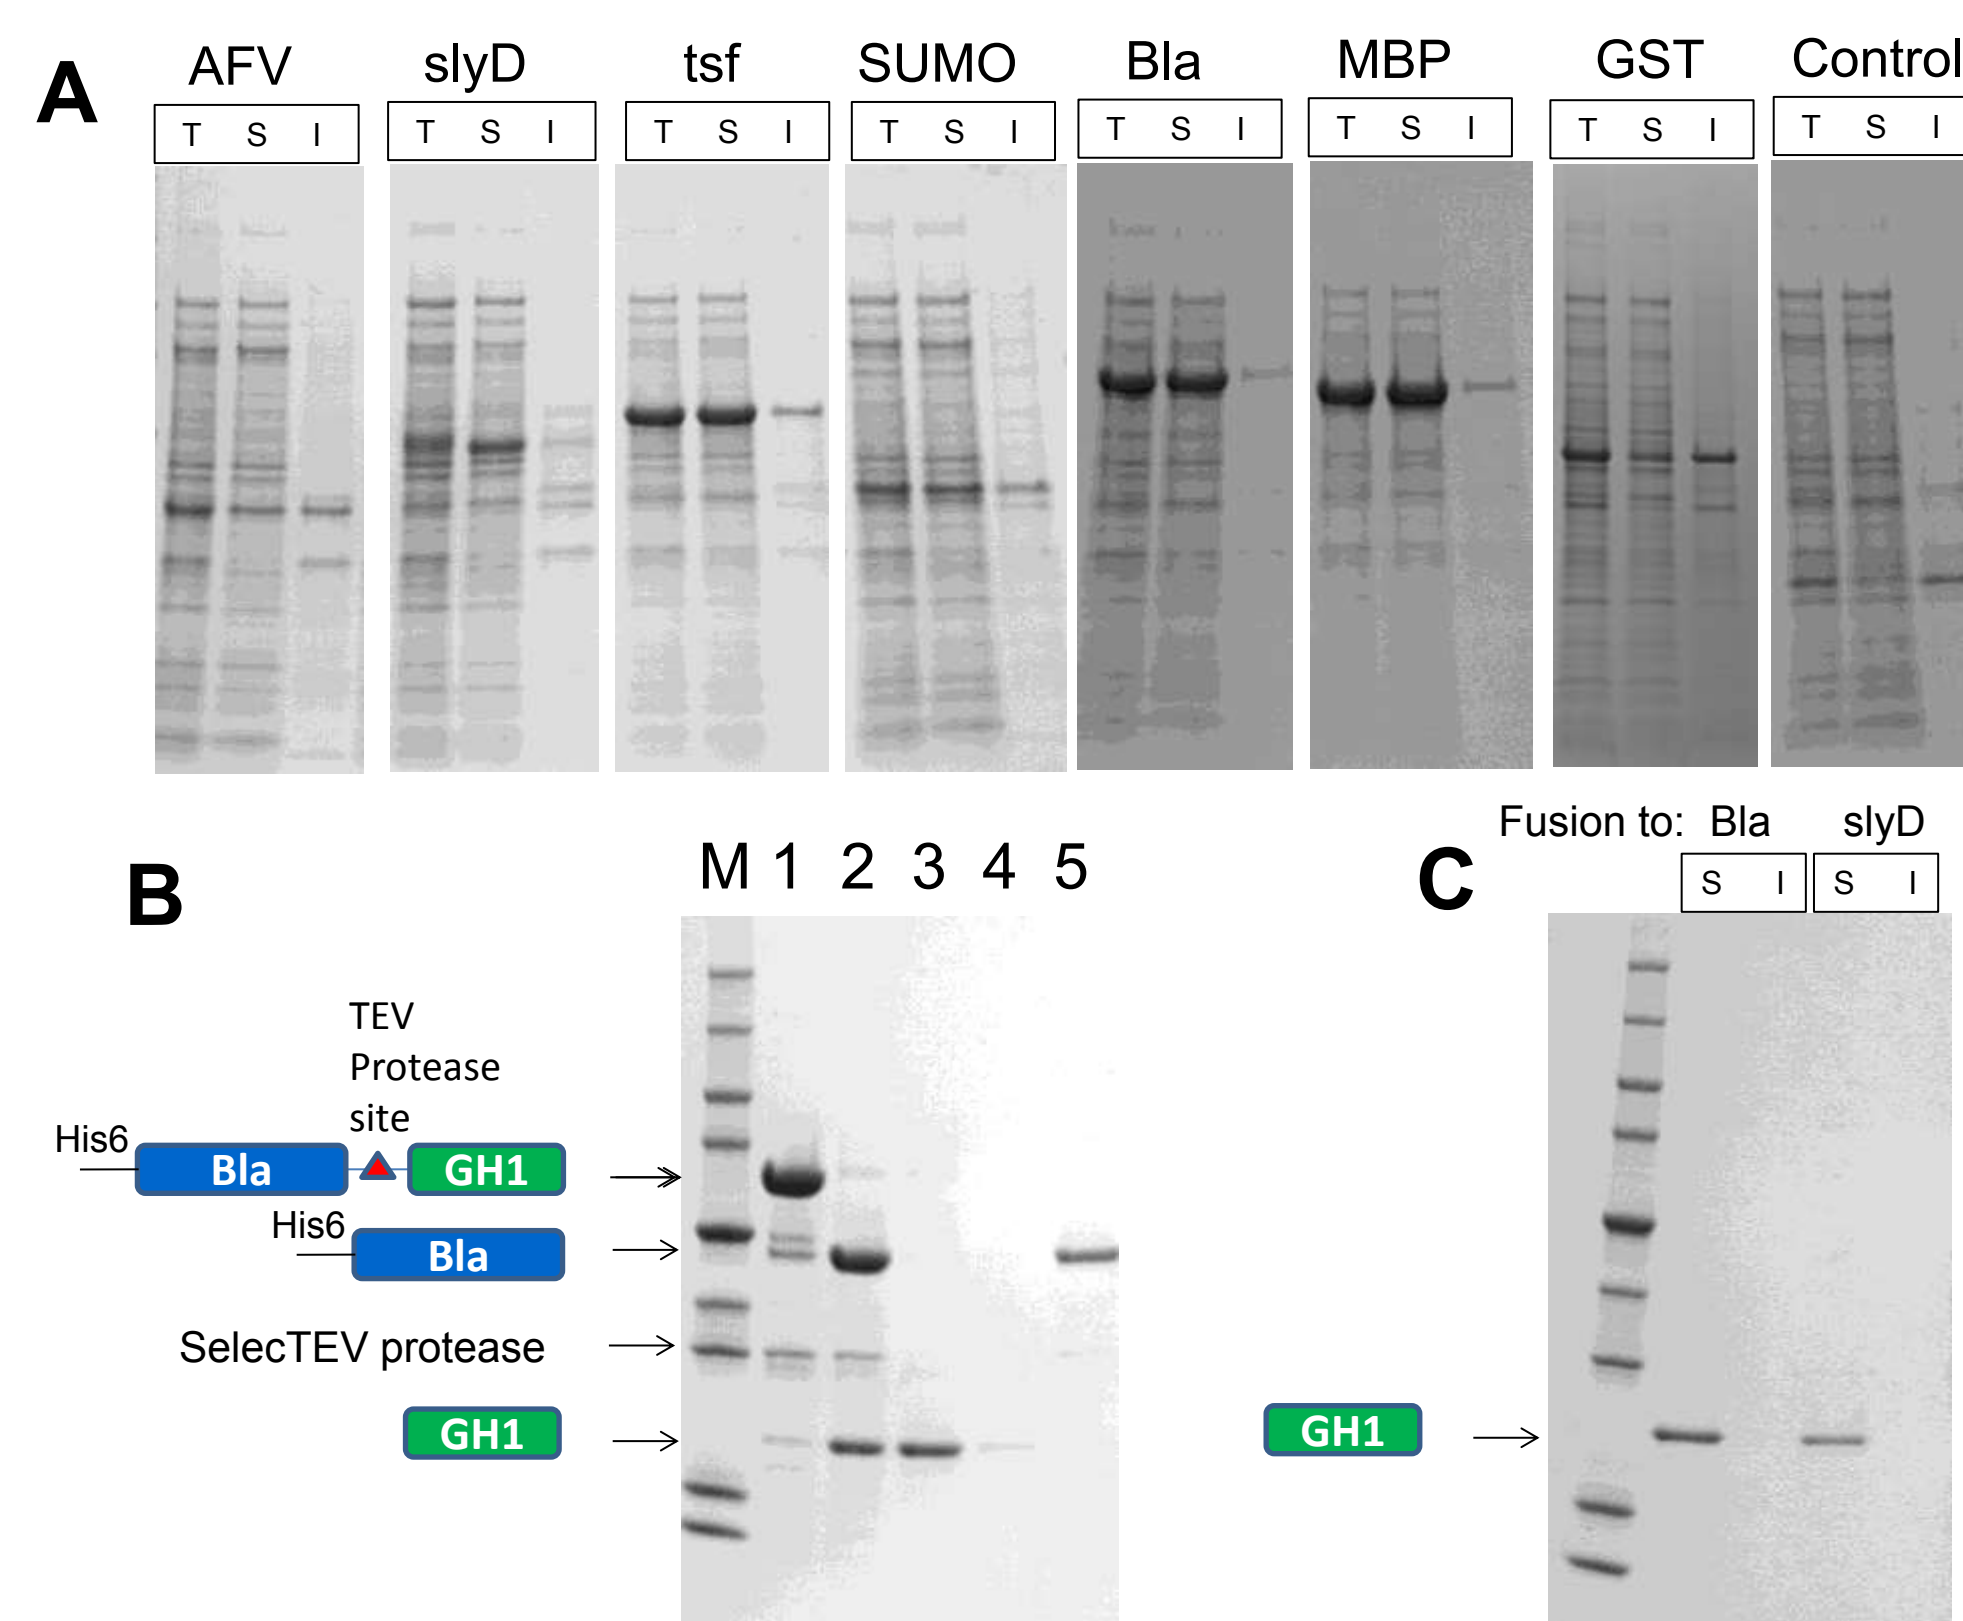 A
AFV slyD tsf SUMO Bla MBP GST Control
T S I T S I T S I T S I T S I T S I T S I T S I
B
M 1 2 3 4 5
TEV
Protease
site
His6 Bla GH1
His6 Bla
SelecTEV protease
GH1
C
Fusion to: Bla slyD
S I S I
GH1